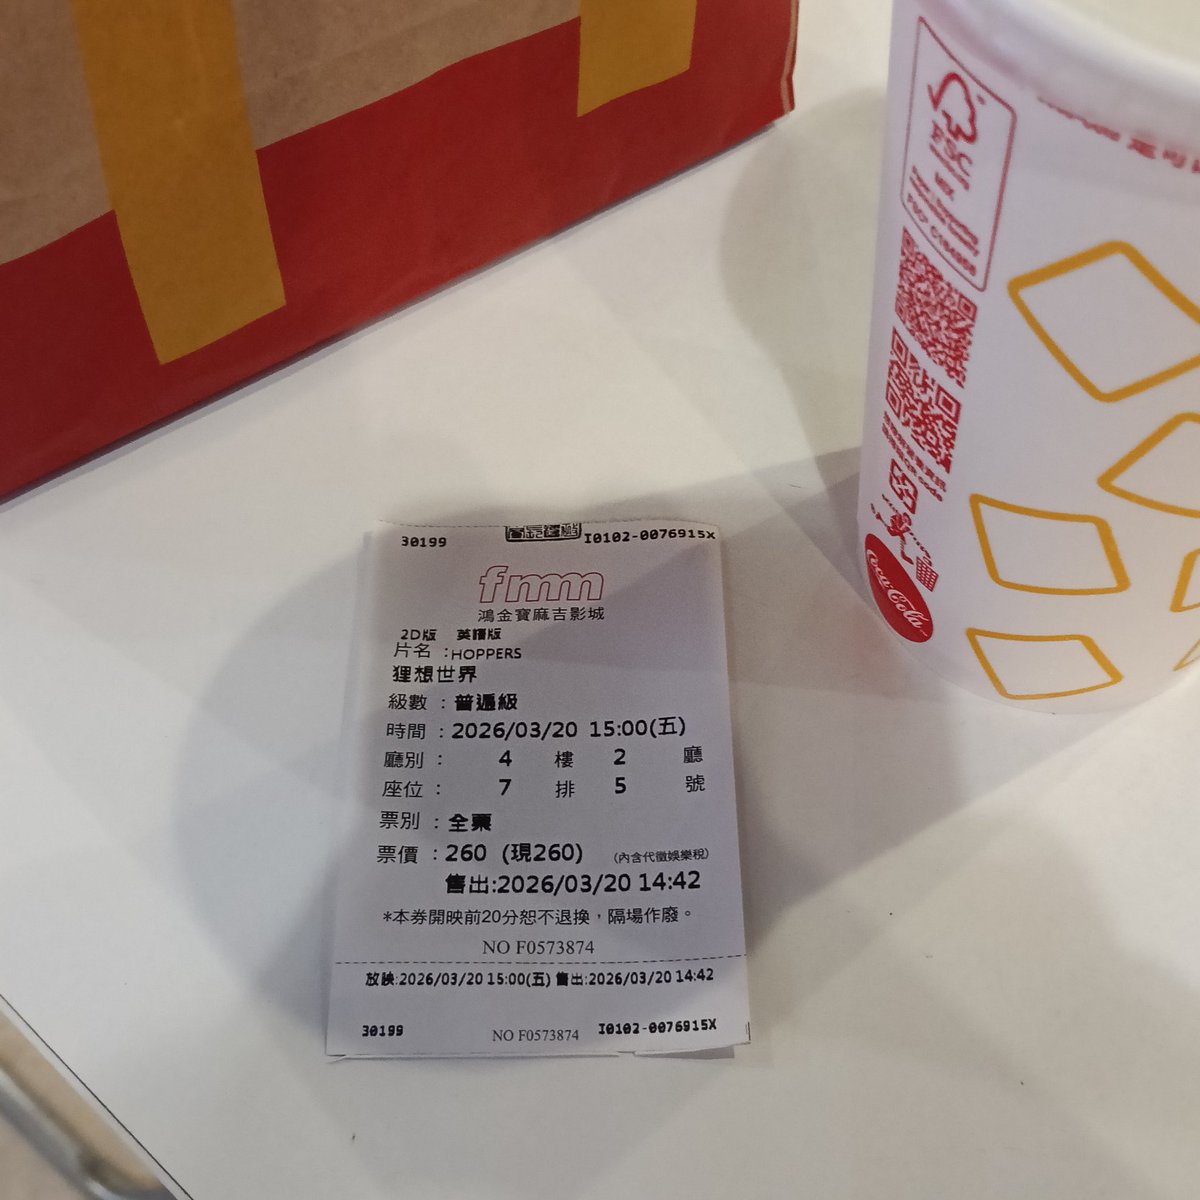 30199
I0102-0076915X
fmm
鴻金寶麻吉影城
2D版 英語版
片名：HOPPERS
狸想世界
級數：普遍級
時間：2026/03/20 15:00(五)
廳別： 4 樓 2 廳
座位： 7 排 5 號
票別：全票
票價：260 (現260) (內含代徵娛樂稅)
售出:2026/03/20 14:42
*本券開映前20分恕不退換，隔場作廢。
NO F0573874
放映:2026/03/20 15:00(五) 售出:2026/03/20 14:42
30199
NO F0573874
I0102-0076915X
FSC
Coca-Cola